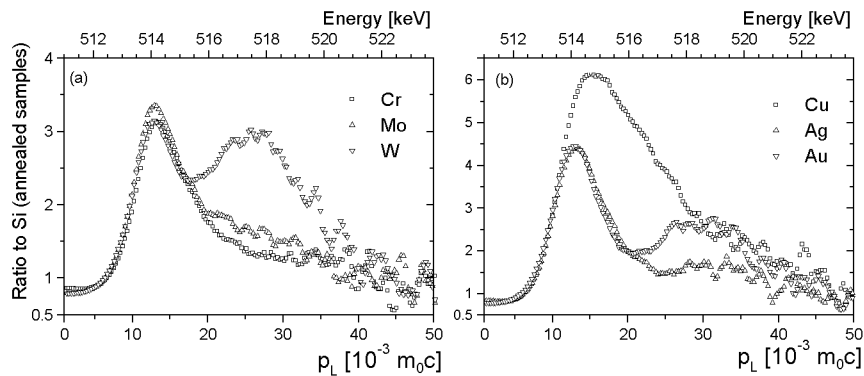 Energy [keV]
512 514 516 518 520 522
Ratio to Si (annealed samples)
4
3
2
1
0.5
(a)
Cr
Mo
W
0 10 20 30 40 50
p_L [10^-3 m_0c]
Energy [keV]
512 514 516 518 520 522
6
5
4
3
2
1
0.5
(b)
Cu
Ag
Au
0 10 20 30 40 50
p_L [10^-3 m_0c]